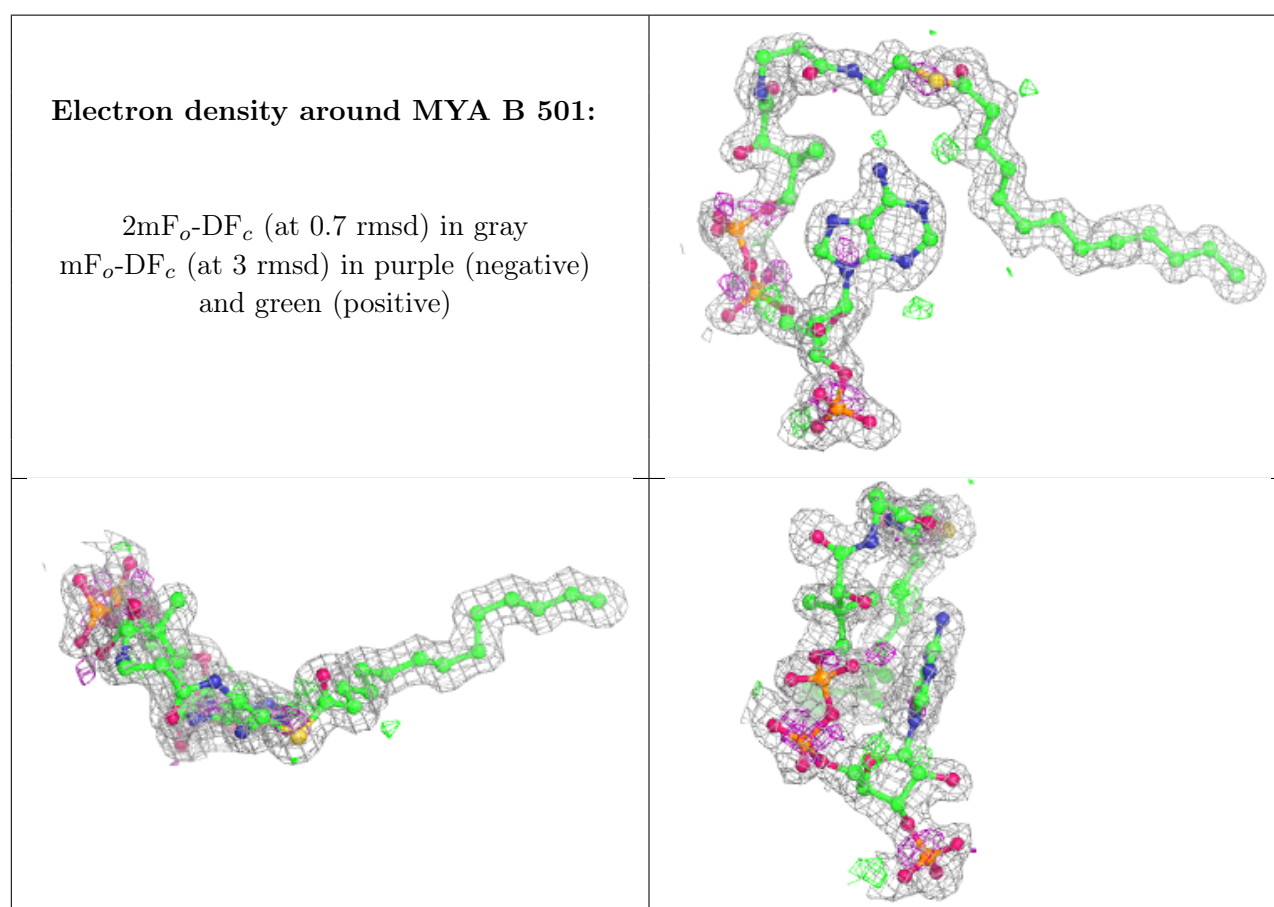 Electron density around MYA B 501:
2mFo-DFc (at 0.7 rmsd) in gray
mFo-DFc (at 3 rmsd) in purple (negative)
and green (positive)